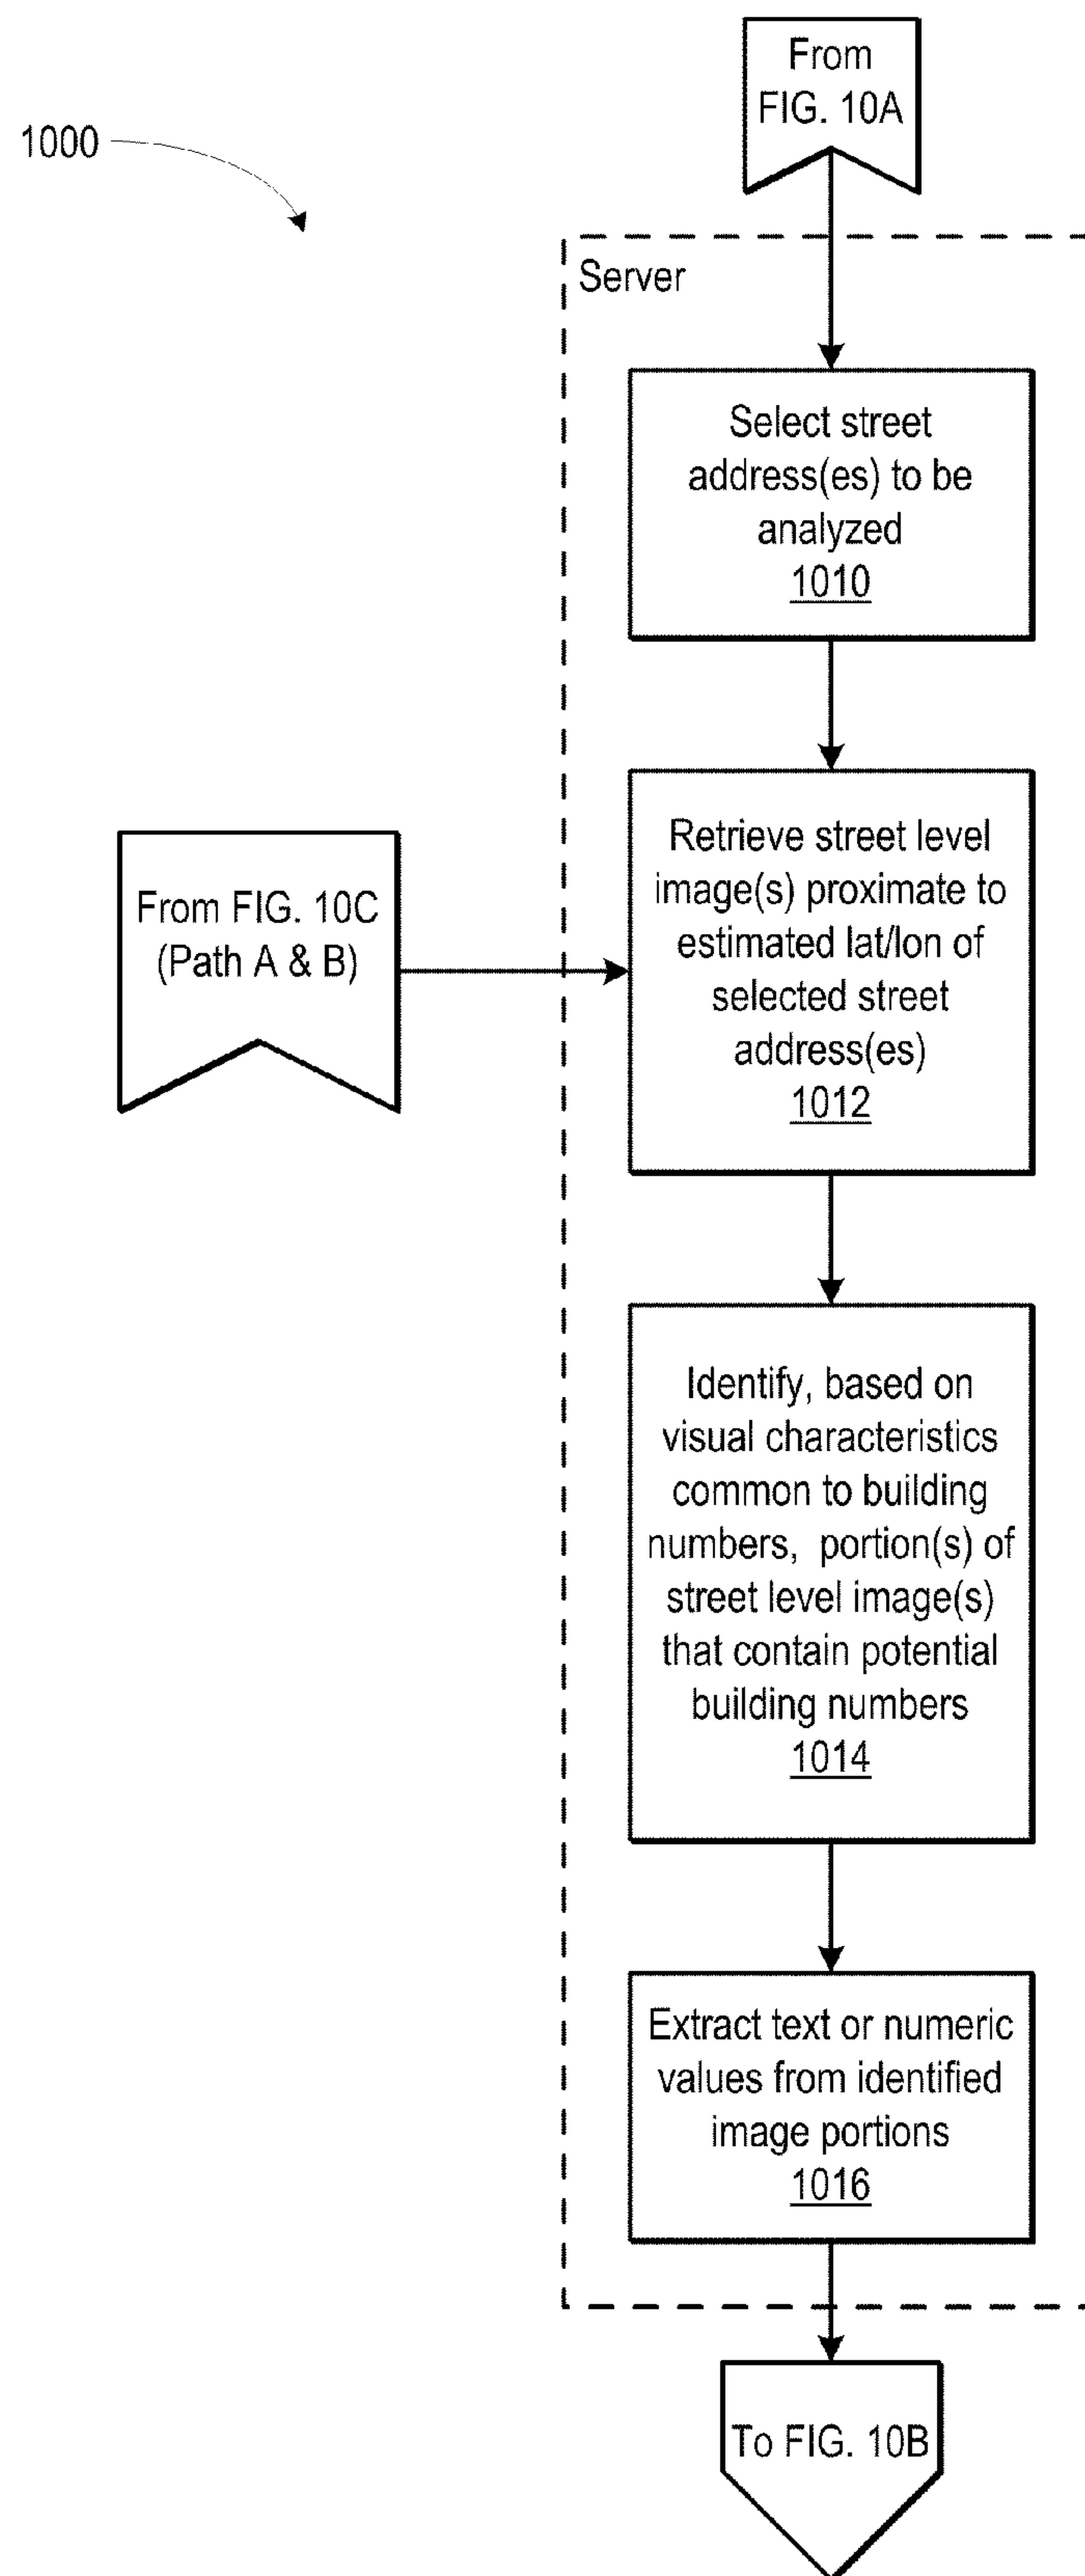 From
FIG. 10A
1000
Server
Select street
address(es) to be
analyzed
1010
Retrieve street level
image(s) proximate to
estimated lat/lon of
selected street
address(es)
1012
From FIG. 10C
(Path A & B)
Identify, based on
visual characteristics
common to building
numbers, portion(s) of
street level image(s)
that contain potential
building numbers
1014
Extract text or numeric
values from identified
image portions
1016
To FIG. 10B